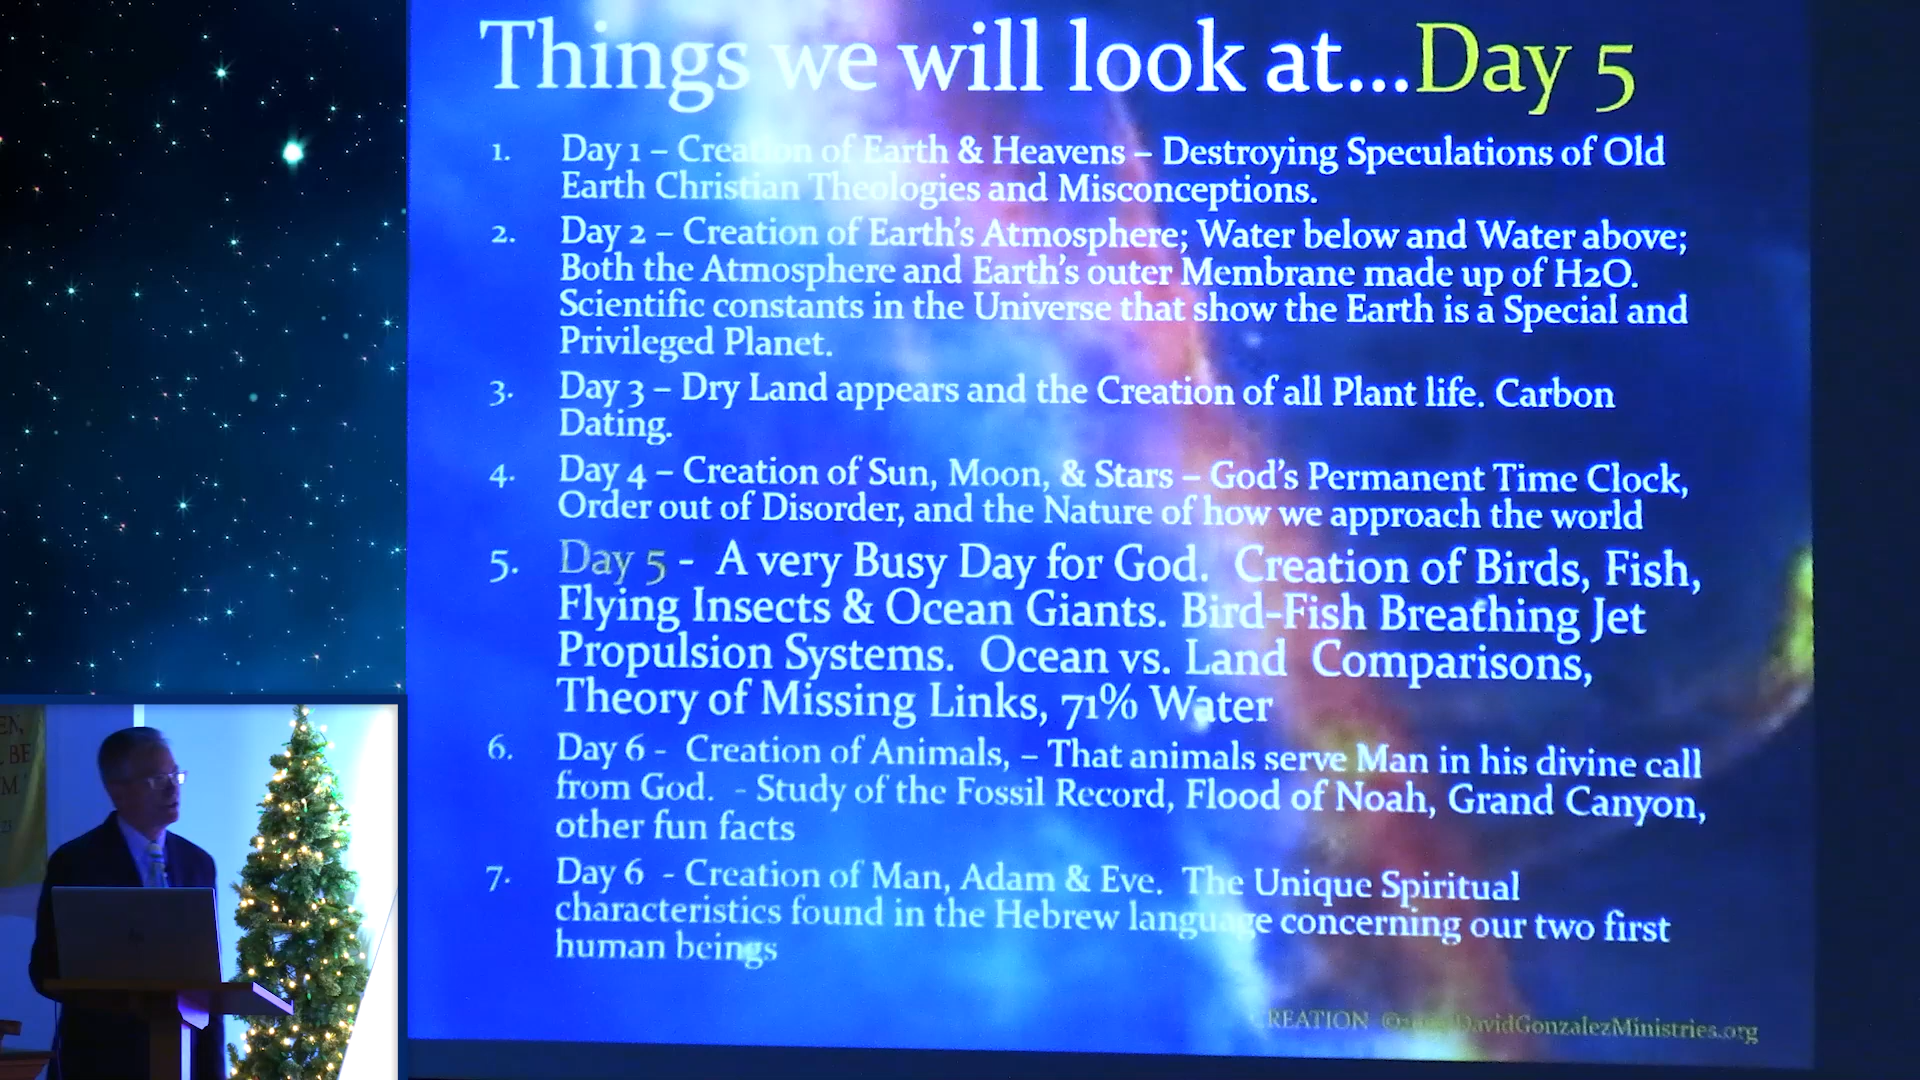 Things we will look at...Day 5
1. Day 1 – Creation of Earth & Heavens – Destroying Speculations of Old
Earth Christian Theologies and Misconceptions.
2. Day 2 – Creation of Earth's Atmosphere; Water below and Water above;
Both the Atmosphere and Earth's outer Membrane made up of H2O.
Scientific constants in the Universe that show the Earth is a Special and
Privileged Planet.
3. Day 3 – Dry Land appears and the Creation of all Plant life. Carbon
Dating.
4. Day 4 – Creation of Sun, Moon, & Stars – God's Permanent Time Clock,
Order out of Disorder, and the Nature of how we approach the world
5. Day 5 - A very Busy Day for God. Creation of Birds, Fish,
Flying Insects & Ocean Giants. Bird-Fish Breathing Jet
Propulsion Systems. Ocean vs. Land Comparisons,
Theory of Missing Links, 71% Water
6. Day 6 - Creation of Animals, – That animals serve Man in his divine call
from God. - Study of the Fossil Record, Flood of Noah, Grand Canyon,
other fun facts
7. Day 6 - Creation of Man, Adam & Eve. The Unique Spiritual
characteristics found in the Hebrew language concerning our two first
human beings
CREATION © DavidGonzalezMinistries.org
BE